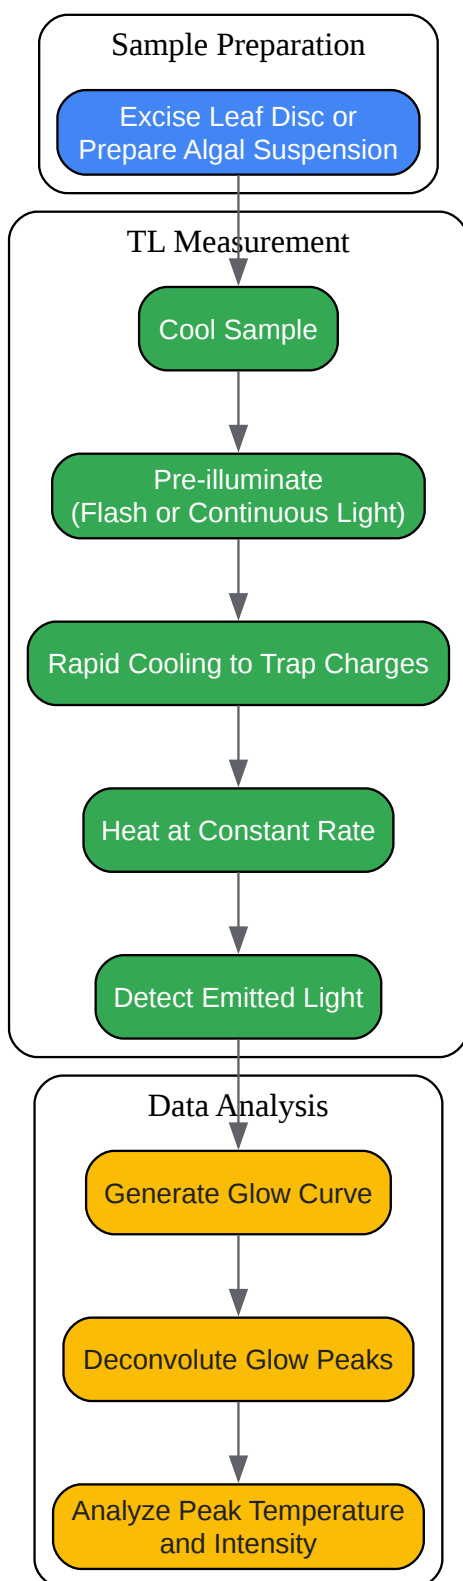 Sample Preparation
Excise Leaf Disc or
Prepare Algal Suspension
TL Measurement
Cool Sample
Pre-illuminate
(Flash or Continuous Light)
Rapid Cooling to Trap Charges
Heat at Constant Rate
Detect Emitted Light
Data Analysis
Generate Glow Curve
Deconvolute Glow Peaks
Analyze Peak Temperature
and Intensity